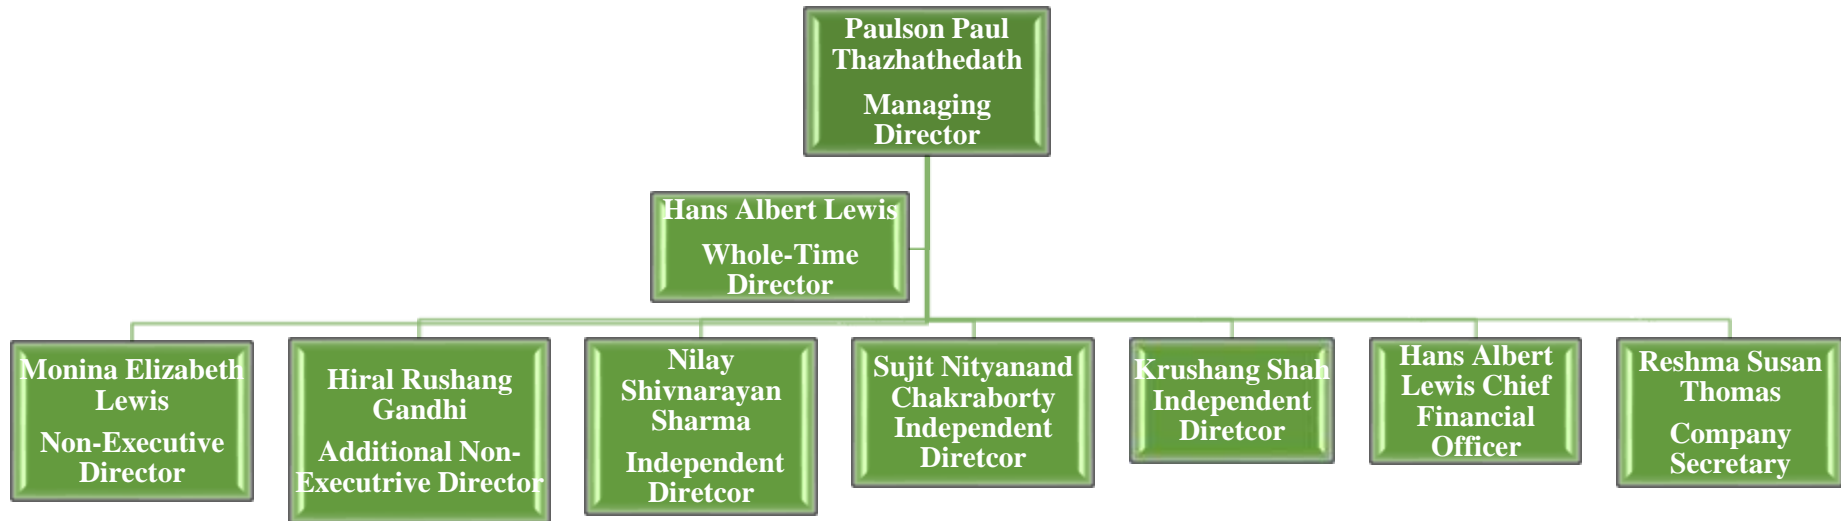 Paulson Paul
Thazhathedath
Managing
Director
Hans Albert Lewis
Whole-Time
Director
Monina Elizabeth
Lewis
Non-Executive
Director
Hiral Rushang
Gandhi
Additional Non-
Executrive Director
Nilay
Shivnarayan
Sharma
Independent
Diretcor
Sujit Nityanand
Chakraborty
Independent
Diretcor
Krushang Shah
Independent
Diretcor
Hans Albert
Lewis Chief
Financial
Officer
Reshma Susan
Thomas
Company
Secretary